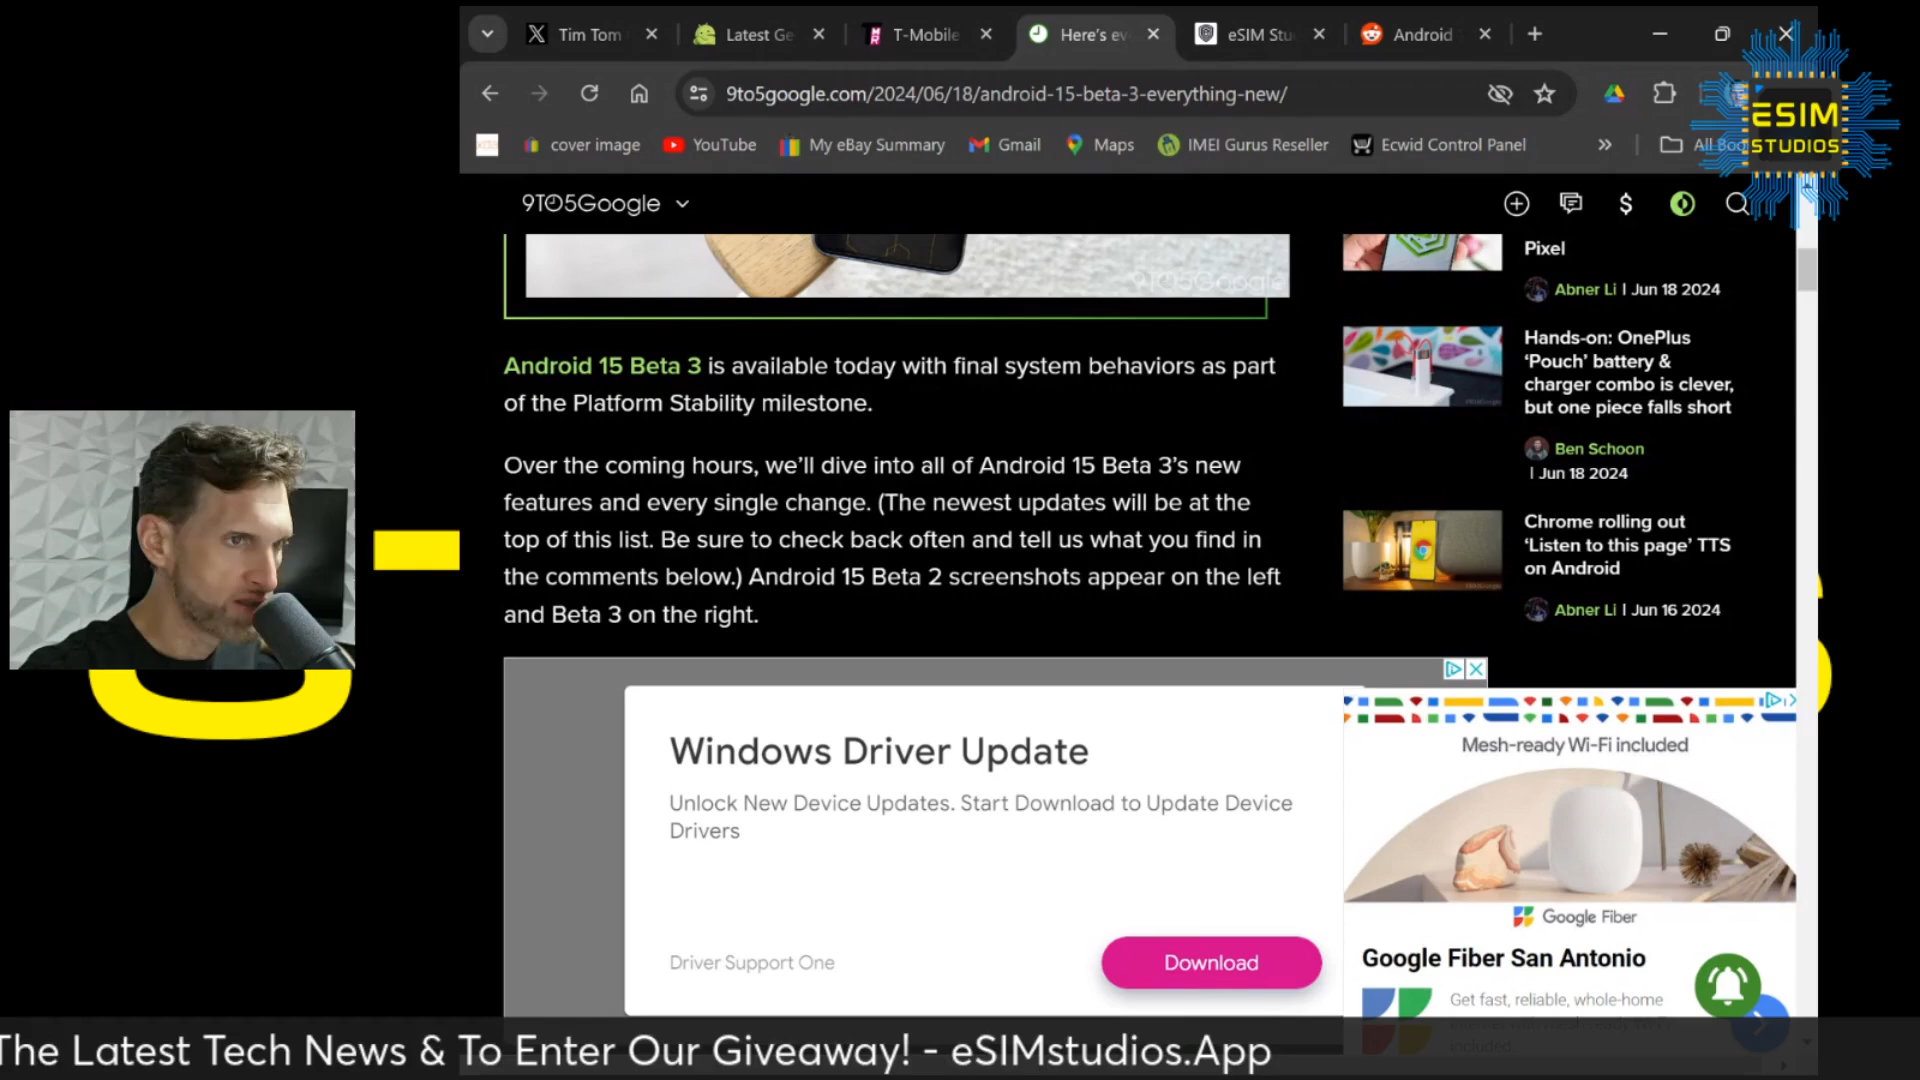 Tim Tom
Latest Ge
T-Mobile
Here's ev
eSIM Stu
Android
9to5google.com/2024/06/18/android-15-beta-3-everything-new/
cover image
YouTube
My eBay Summary
Gmail
Maps
IMEI Gurus Reseller
Ecwid Control Panel
All Boo
ESIM
STUDIOS
9TO5Google
9TO5Google
Android 15 Beta 3 is available today with final system behaviors as part
of the Platform Stability milestone.
Over the coming hours, we'll dive into all of Android 15 Beta 3's new
features and every single change. (The newest updates will be at the
top of this list. Be sure to check back often and tell us what you find in
the comments below.) Android 15 Beta 2 screenshots appear on the left
and Beta 3 on the right.
Pixel
Abner Li | Jun 18 2024
Hands-on: OnePlus
'Pouch' battery &
charger combo is clever,
but one piece falls short
Ben Schoon
| Jun 18 2024
Chrome rolling out
'Listen to this page' TTS
on Android
Abner Li | Jun 16 2024
Windows Driver Update
Unlock New Device Updates. Start Download to Update Device
Drivers
Driver Support One
Download
Mesh-ready Wi-Fi included
Google Fiber
Google Fiber San Antonio
Get fast, reliable, whole-home
included.
The Latest Tech News & To Enter Our Giveaway! - eSIMstudios.App